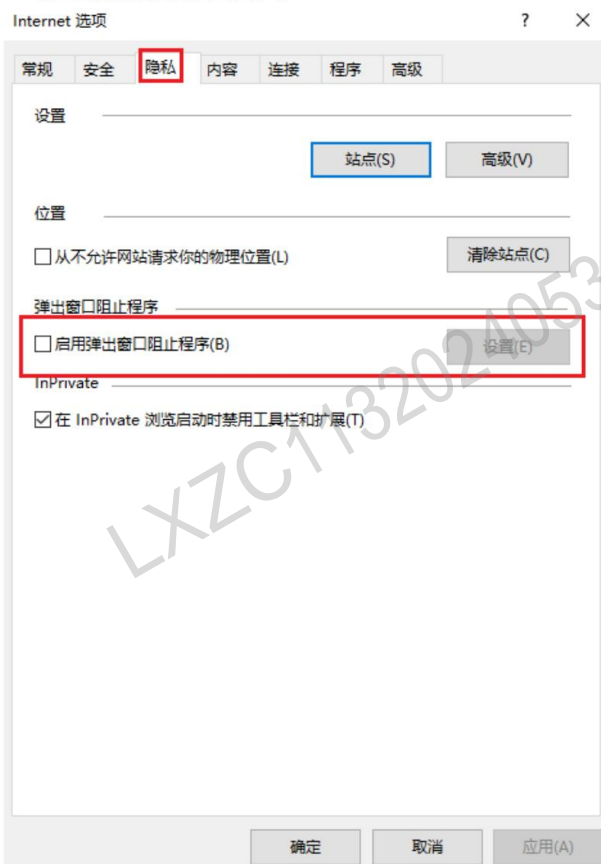 Internet 选项
常规 安全 隐私 内容 连接 程序 高级
设置
站点(S) 高级(V)
位置
从不允许网站请求你的物理位置(L) 清除站点(C)
弹出窗口阻止程序
启用弹出窗口阻止程序(B) 设置(E)
InPrivate
在 InPrivate 浏览启动时禁用工具栏和扩展(T)
LXZC1132024053
确定 取消 应用(A)